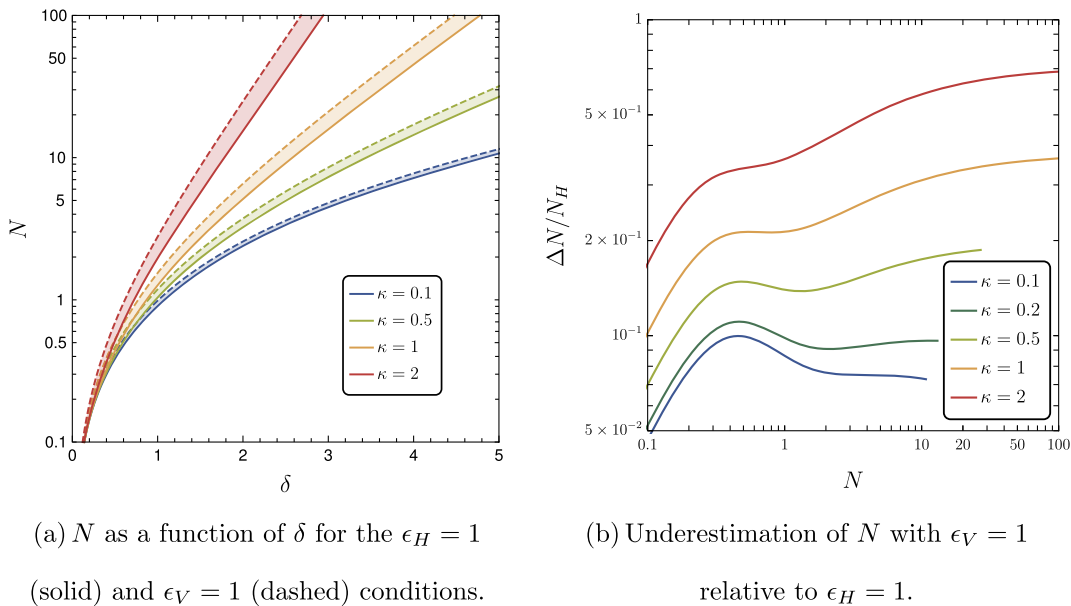 100
50
10
5
1
0.5
0.1
N
0
1
2
3
4
5
δ
κ = 0.1
κ = 0.5
κ = 1
κ = 2
(a) N as a function of δ for the ϵ_H = 1
(solid) and ϵ_V = 1 (dashed) conditions.
1
5 × 10⁻¹
2 × 10⁻¹
10⁻¹
5 × 10⁻²
ΔN/N_H
0.1
0.5
1
5
10
20
50
100
N
κ = 0.1
κ = 0.2
κ = 0.5
κ = 1
κ = 2
(b) Underestimation of N with ϵ_V = 1
relative to ϵ_H = 1.